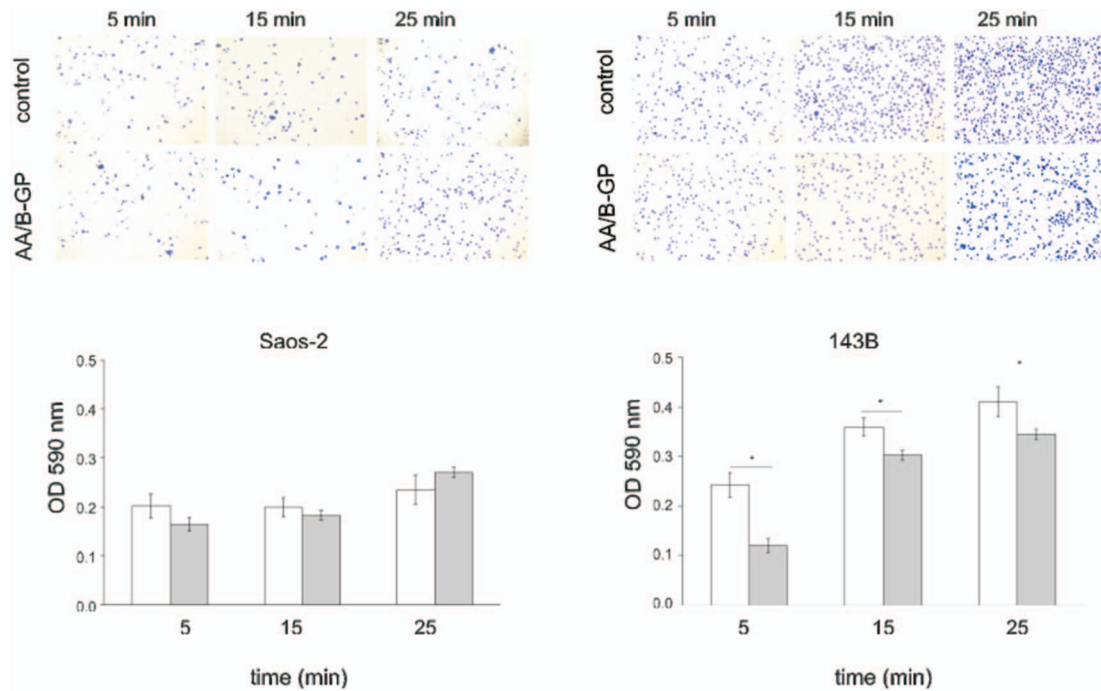 5 min 15 min 25 min
control
AA/B-GP
5 min 15 min 25 min
control
AA/B-GP
Saos-2
0.5
0.4
0.3
0.2
0.1
0.0
OD 590 nm
5 15 25
time (min)
143B
0.5
0.4
0.3
0.2
0.1
0.0
OD 590 nm
*
*
*
5 15 25
time (min)